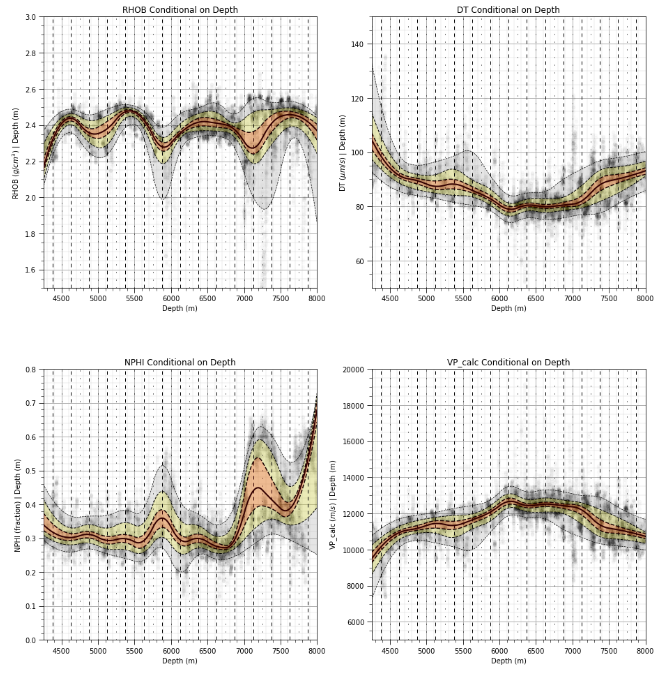 RHOB Conditional on Depth
3.0
2.8
2.6
2.4
2.2
2.0
1.8
1.6
RHOB (g/cm³) | Depth (m)
4500 5000 5500 6000 6500 7000 7500 8000
Depth (m)
DT Conditional on Depth
140
120
100
80
60
DT (μm/s) | Depth (m)
4500 5000 5500 6000 6500 7000 7500 8000
Depth (m)
NPHI Conditional on Depth
0.8
0.7
0.6
0.5
0.4
0.3
0.2
0.1
0.0
NPHI (fraction) | Depth (m)
4500 5000 5500 6000 6500 7000 7500 8000
Depth (m)
VP_calc Conditional on Depth
20000
18000
16000
14000
12000
10000
8000
6000
VP_calc (m/s) | Depth (m)
4500 5000 5500 6000 6500 7000 7500 8000
Depth (m)